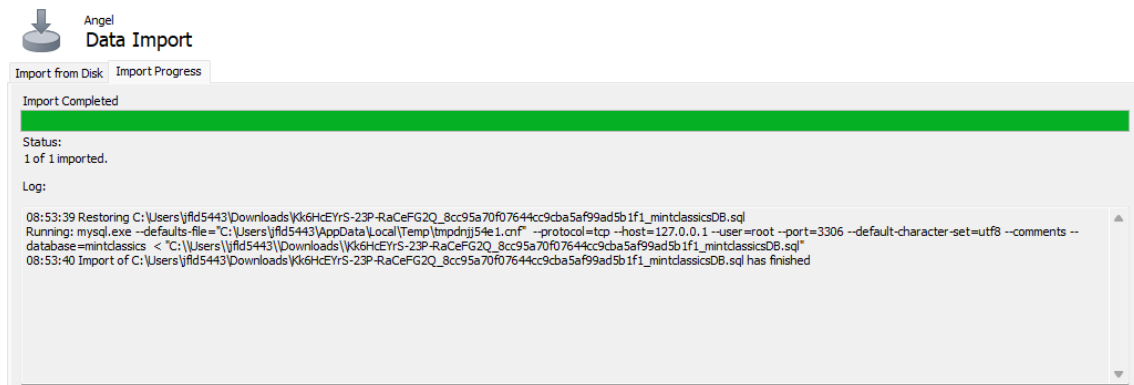 Angel
Data Import
Import from Disk Import Progress
Import Completed
Status:
1 of 1 imported.
Log:
08:53:39 Restoring C:\Users\jfld5443\Downloads\Kk6HcEYrS-23P-RaCeFG2Q_8cc95a70f07644cc9cba5af99ad5b1f1_mintclassicsDB.sql
Running: mysql.exe --defaults-file="C:\Users\jfld5443\AppData\Local\Temp\tmpdnjj54e1.cnf" --protocol=tcp --host=127.0.0.1 --user=root --port=3306 --default-character-set=utf8 --comments --
database=mintclassics < "C:\\Users\\jfld5443\\Downloads\\Kk6HcEYrS-23P-RaCeFG2Q_8cc95a70f07644cc9cba5af99ad5b1f1_mintclassicsDB.sql"
08:53:40 Import of C:\Users\jfld5443\Downloads\Kk6HcEYrS-23P-RaCeFG2Q_8cc95a70f07644cc9cba5af99ad5b1f1_mintclassicsDB.sql has finished